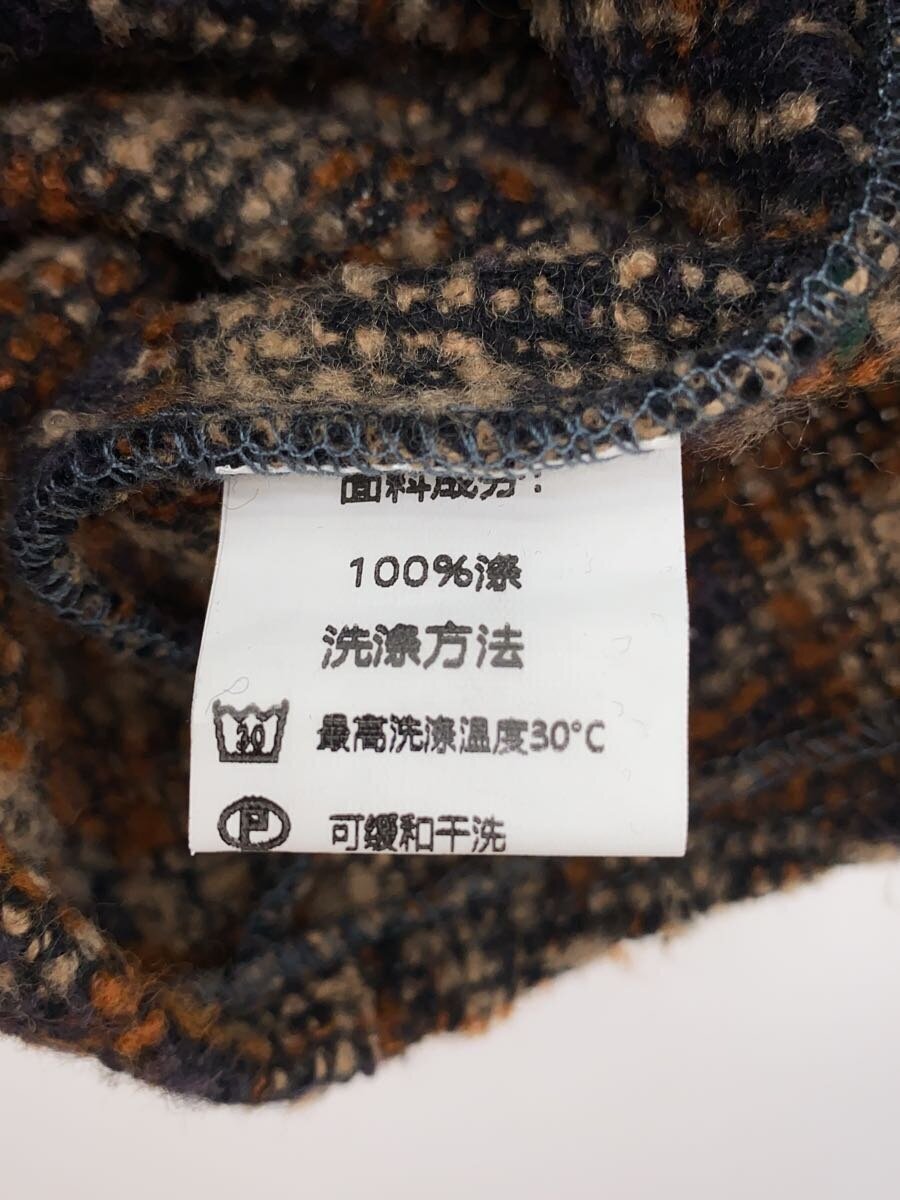 面料成分：
100%涤
洗涤方法
30 最高洗涤温度30°C
P 可缓和干洗